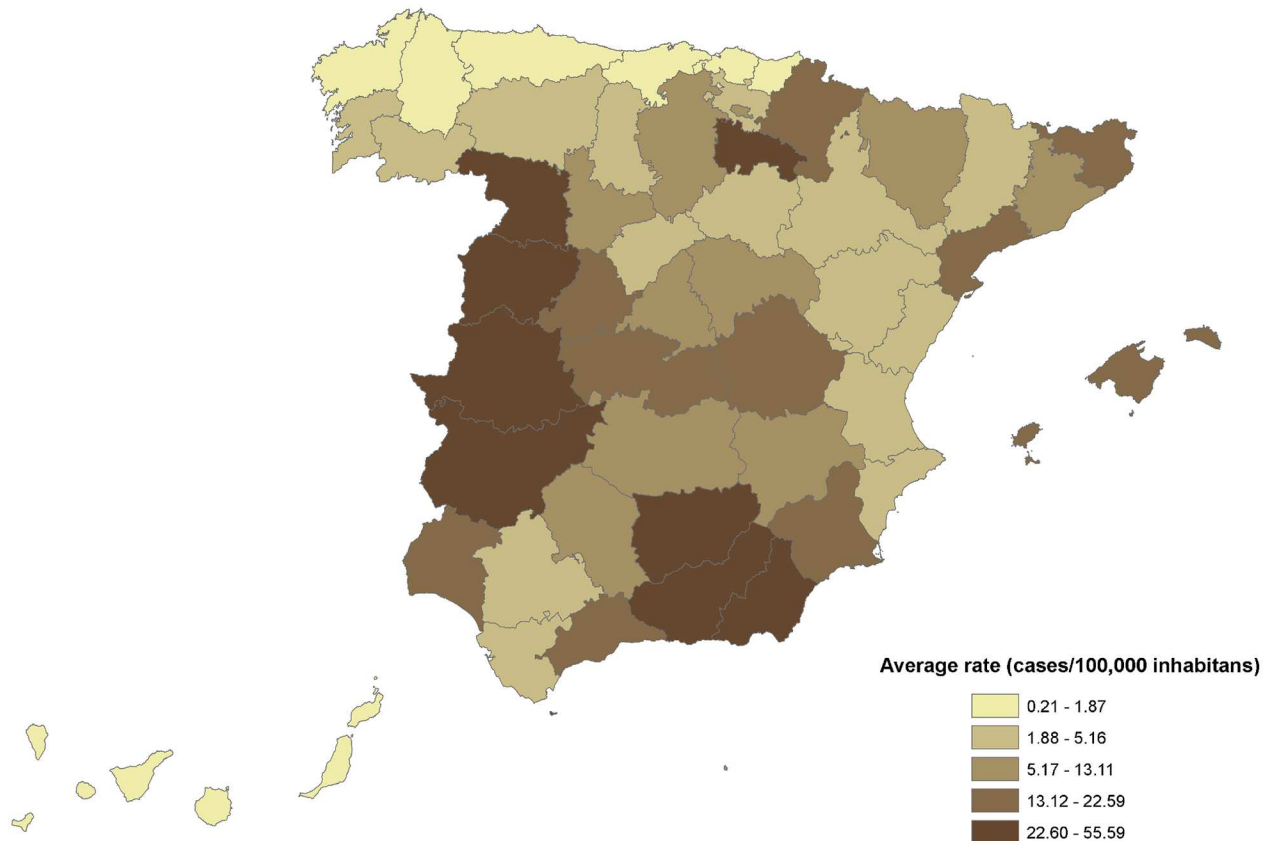 Average rate (cases/100,000 inhabitans)
0.21 - 1.87
1.88 - 5.16
5.17 - 13.11
13.12 - 22.59
22.60 - 55.59